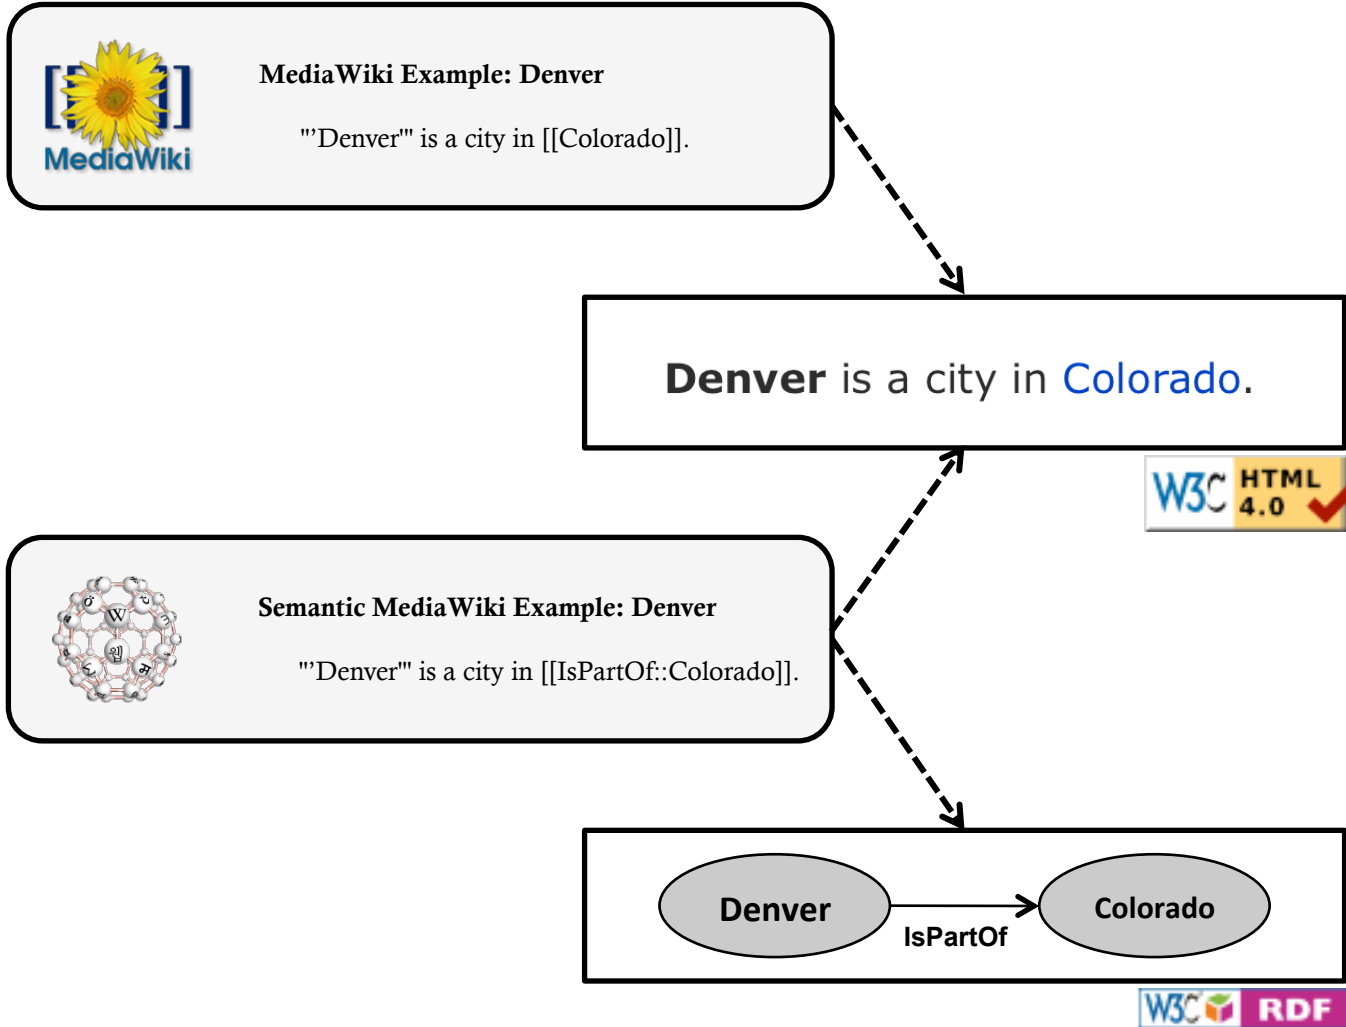 MediaWiki Example: Denver
"'Denver'" is a city in [[Colorado]].
[[ ]]
MediaWiki
Denver is a city in Colorado.
W3C HTML 4.0
Semantic MediaWiki Example: Denver
"'Denver'" is a city in [[IsPartOf::Colorado]].
W
Denver
IsPartOf
Colorado
W3C RDF